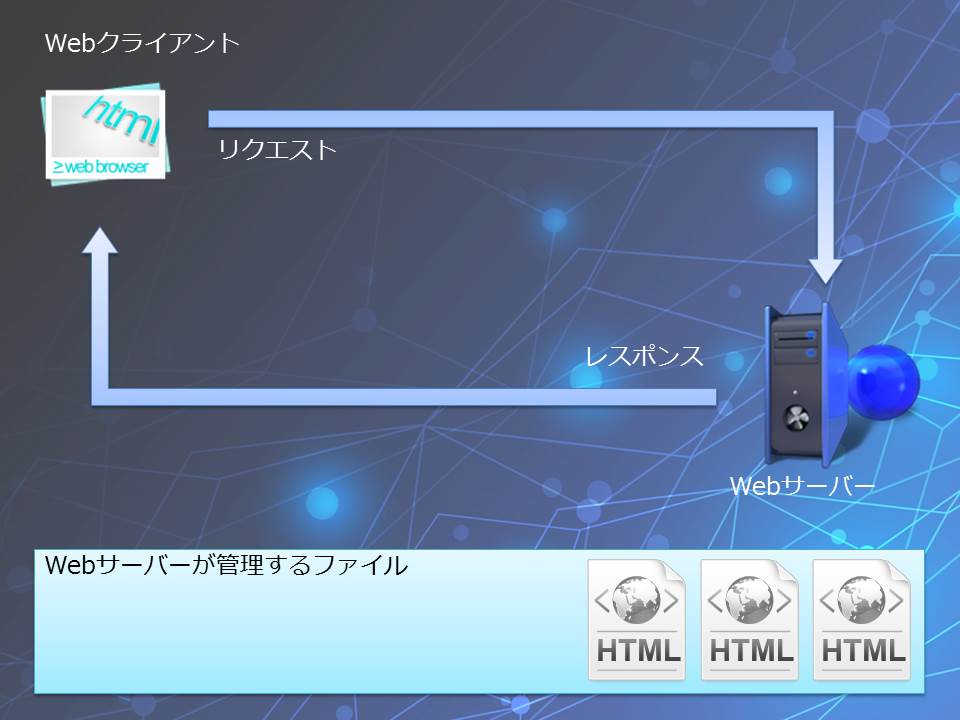 Webクライアント
html
≥web browser
リクエスト
レスポンス
Webサーバー
Webサーバーが管理するファイル
HTML
HTML
HTML